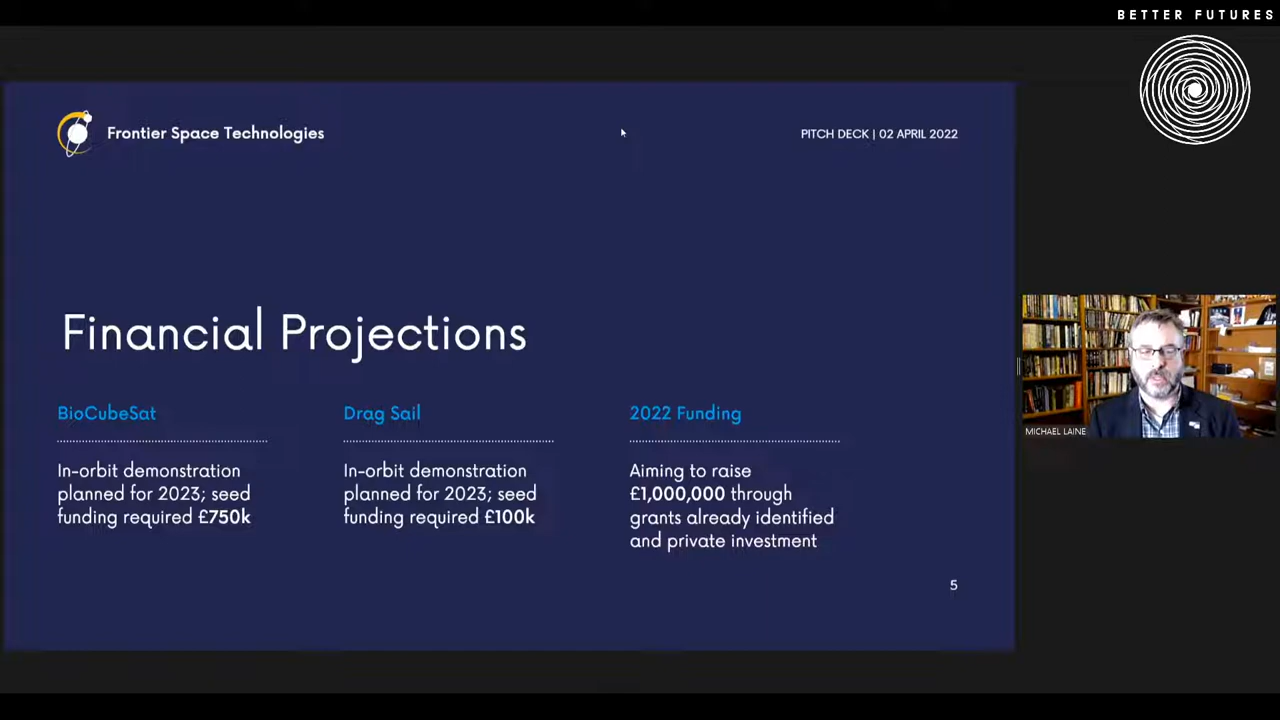 BETTER FUTURES
Frontier Space Technologies
PITCH DECK | 02 APRIL 2022
Financial Projections
BioCubeSat
In-orbit demonstration
planned for 2023; seed
funding required £750k
Drag Sail
In-orbit demonstration
planned for 2023; seed
funding required £100k
2022 Funding
Aiming to raise
£1,000,000 through
grants already identified
and private investment
5
MICHAEL LAINE